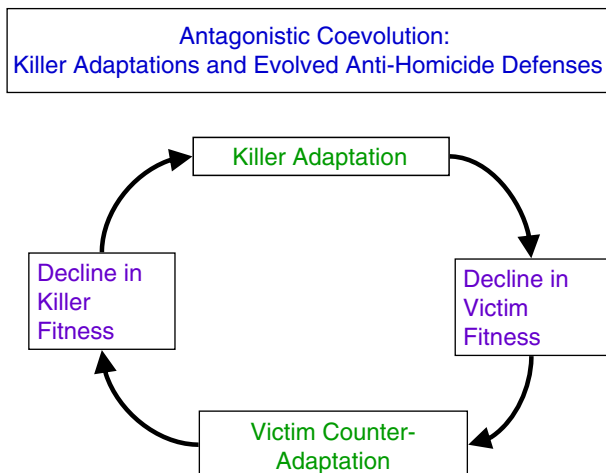 Antagonistic Coevolution:
Killer Adaptations and Evolved Anti-Homicide Defenses
Killer Adaptation
Decline in
Killer
Fitness
Decline in
Victim
Fitness
Victim Counter-
Adaptation